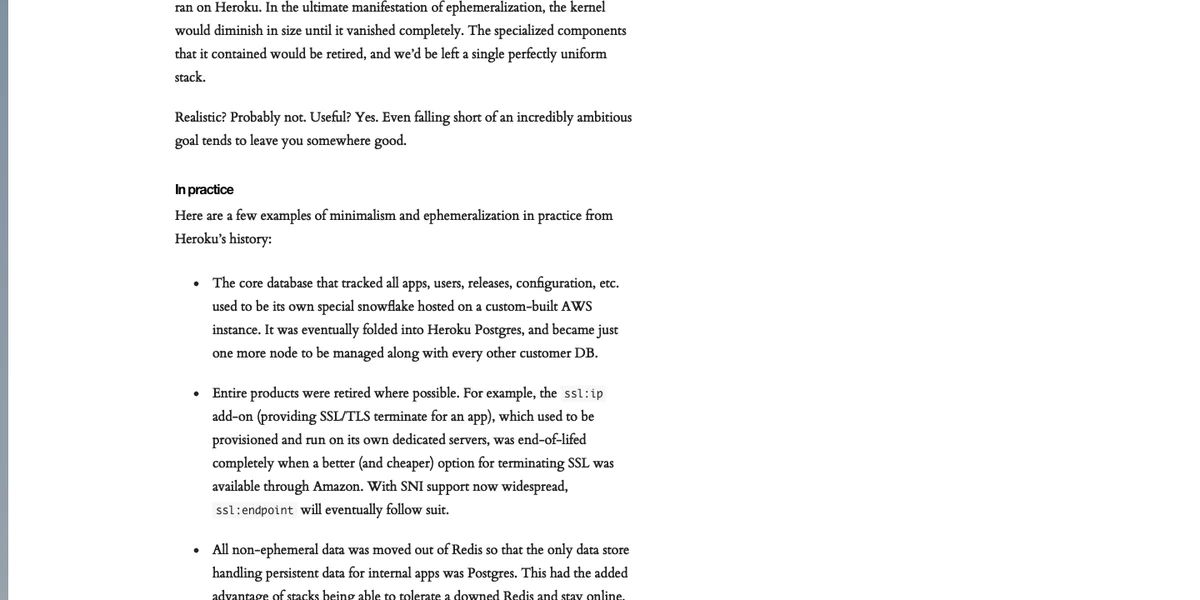 ran on Heroku. In the ultimate manifestation of ephemeralization, the kernel
would diminish in size until it vanished completely. The specialized components
that it contained would be retired, and we’d be left a single perfectly uniform
stack.
Realistic? Probably not. Useful? Yes. Even falling short of an incredibly ambitious
goal tends to leave you somewhere good.
In practice
Here are a few examples of minimalism and ephemeralization in practice from
Heroku’s history:
• The core database that tracked all apps, users, releases, configuration, etc.
used to be its own special snowflake hosted on a custom-built AWS
instance. It was eventually folded into Heroku Postgres, and became just
one more node to be managed along with every other customer DB.
• Entire products were retired where possible. For example, the ssl:ip
add-on (providing SSL/TLS terminate for an app), which used to be
provisioned and run on its own dedicated servers, was end-of-lifed
completely when a better (and cheaper) option for terminating SSL was
available through Amazon. With SNI support now widespread,
ssl:endpoint will eventually follow suit.
• All non-ephemeral data was moved out of Redis so that the only data store
handling persistent data for internal apps was Postgres. This had the added
advantage of stacks being able to tolerate a downed Redis and stay online.